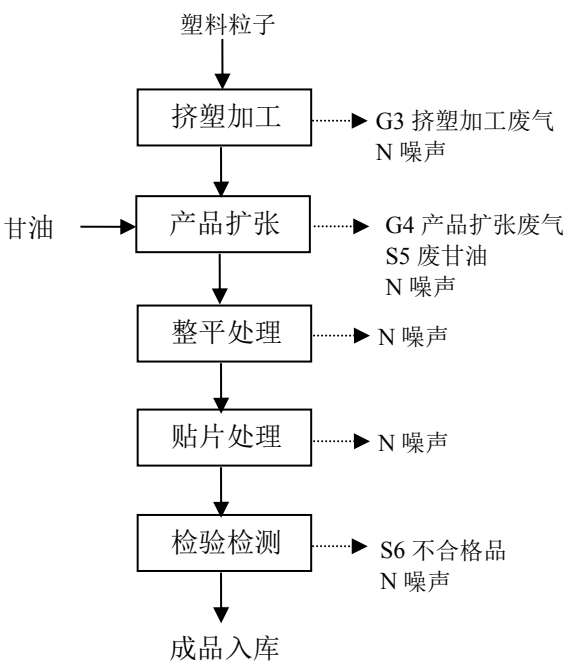 塑料粒子
挤塑加工
G3 挤塑加工废气
N 噪声
甘油
产品扩张
G4 产品扩张废气
S5 废甘油
N 噪声
整平处理
N 噪声
贴片处理
N 噪声
检验检测
S6 不合格品
N 噪声
成品入库